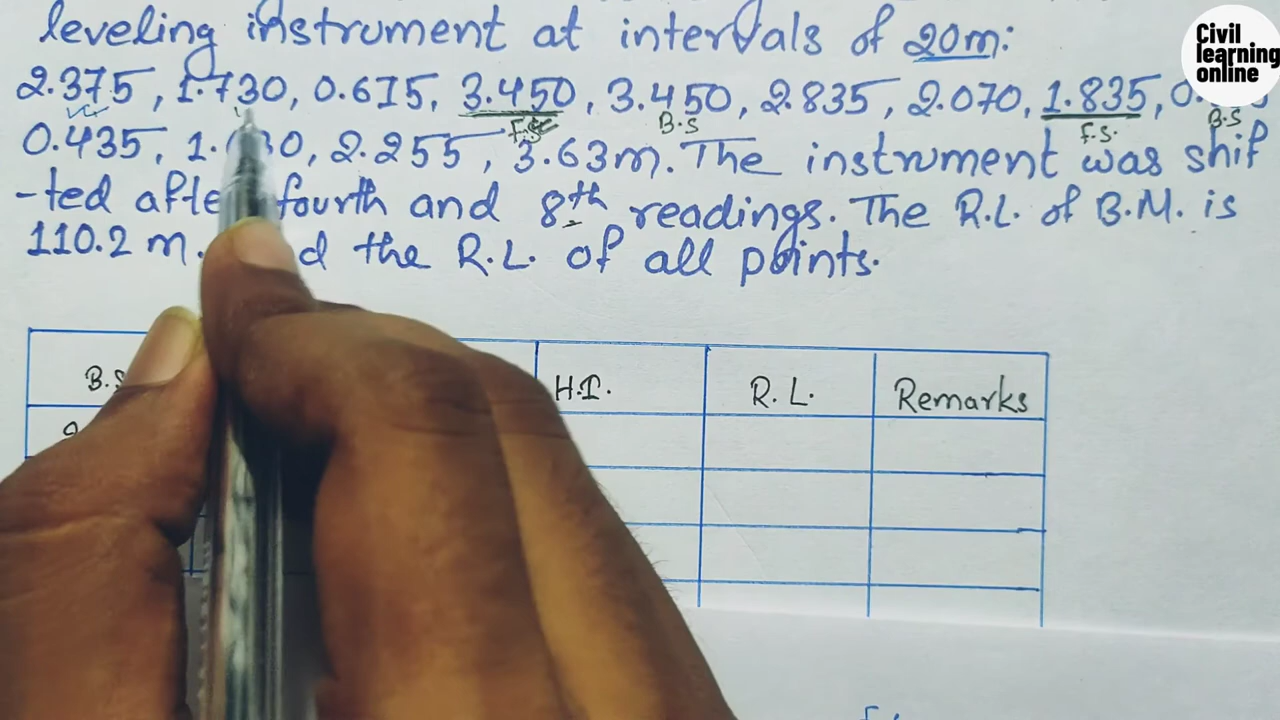 leveling instrument at intervals of 20m:
2.375, 1.730, 0.615, 3.450, 3.450, 2.835, 2.070, 1.835,
F.S. B.S F.S. B.S
0.435, 2.255, 3.63m. The instrument was shif
-ted fourth and 8th readings. The R.L. of B.M. is
110.2 m. the R.L. of all points.
H.I. R.L. Remarks
Civil
learning
online